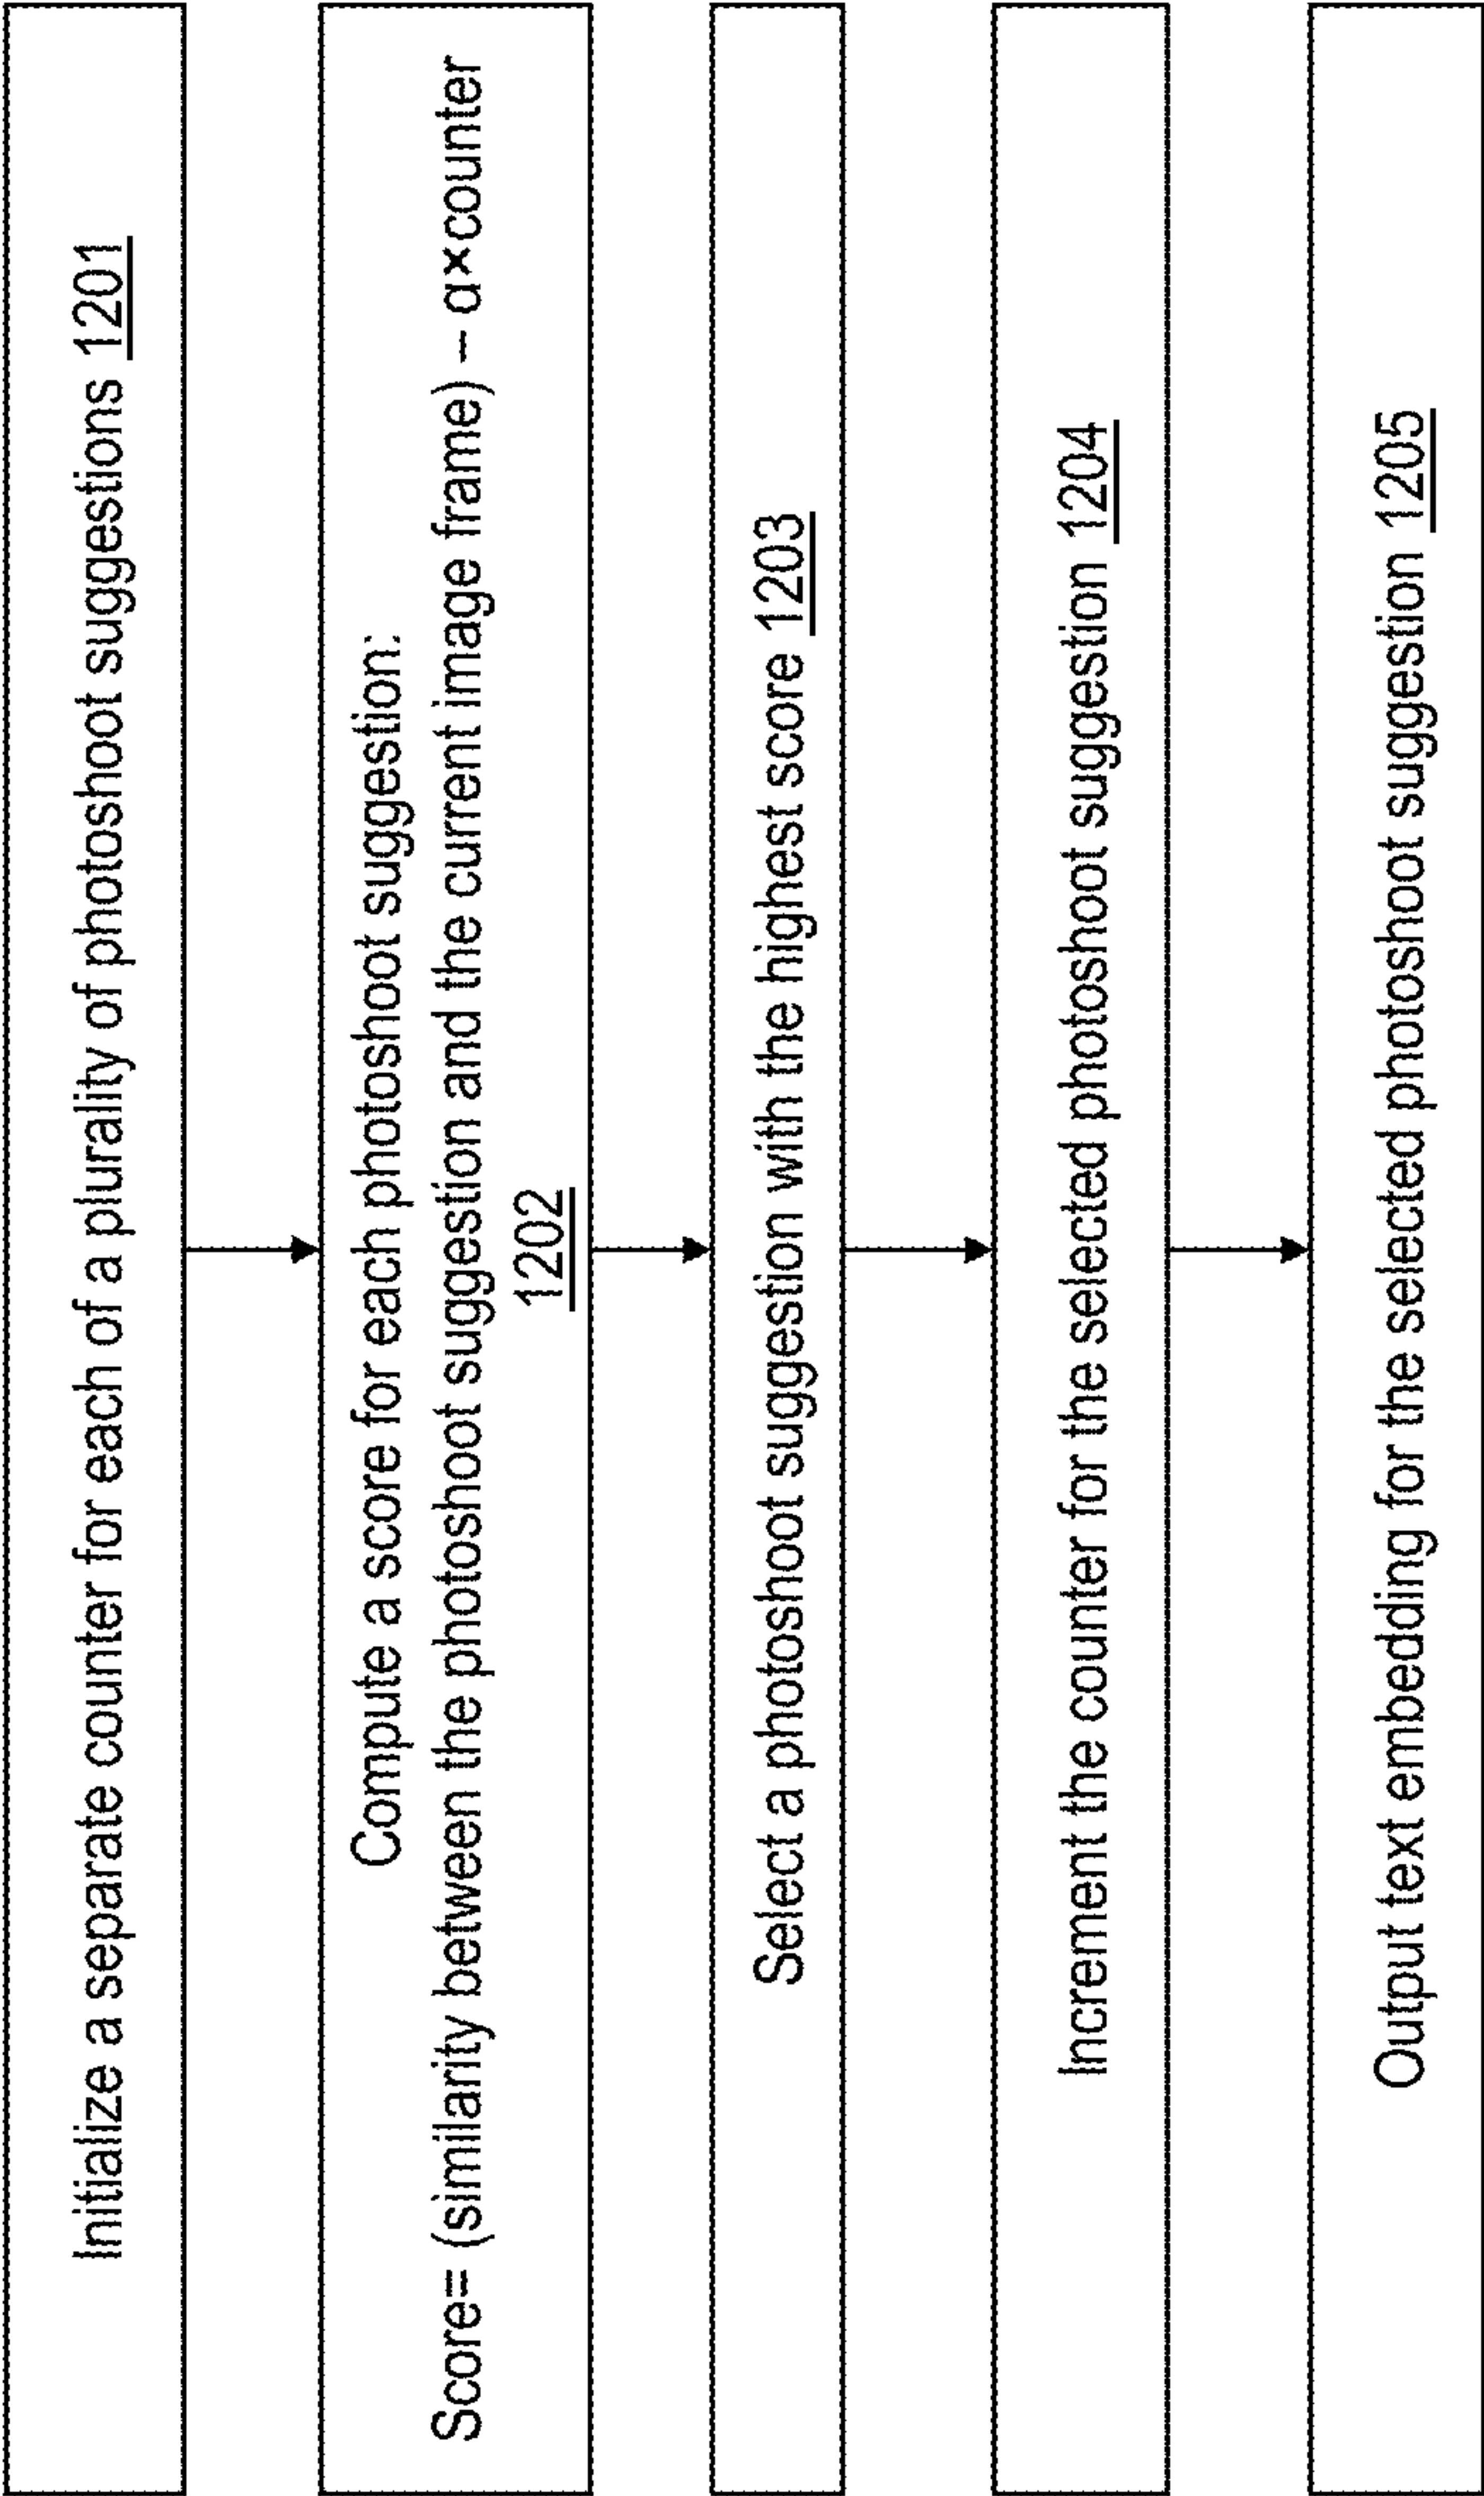 Initialize a separate counter for each of a plurality of photoshoot suggestions 1201
Compute a score for each photoshoot suggestion:
Score= (similarity between the photoshoot suggestion and the current image frame) – α×counter
1202
Select a photoshoot suggestion with the highest score 1203
Increment the counter for the selected photoshoot suggestion 1204
Output text embedding for the selected photoshoot suggestion 1205